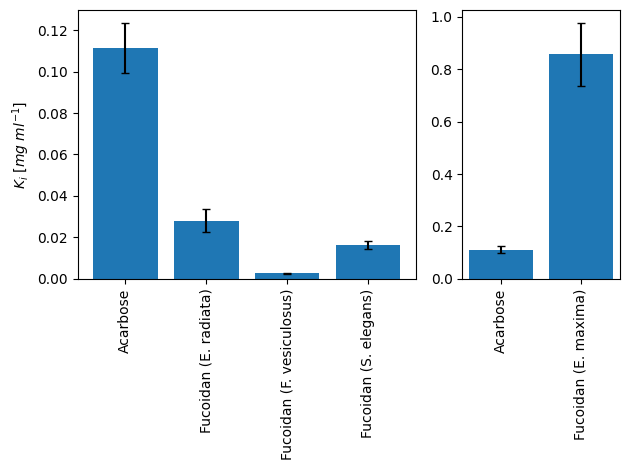 K_i [mg ml^{-1}]
0.12
0.10
0.08
0.06
0.04
0.02
0.00
Acarbose
Fucoidan (E. radiata)
Fucoidan (F. vesiculosus)
Fucoidan (S. elegans)
1.0
0.8
0.6
0.4
0.2
0.0
Acarbose
Fucoidan (E. maxima)